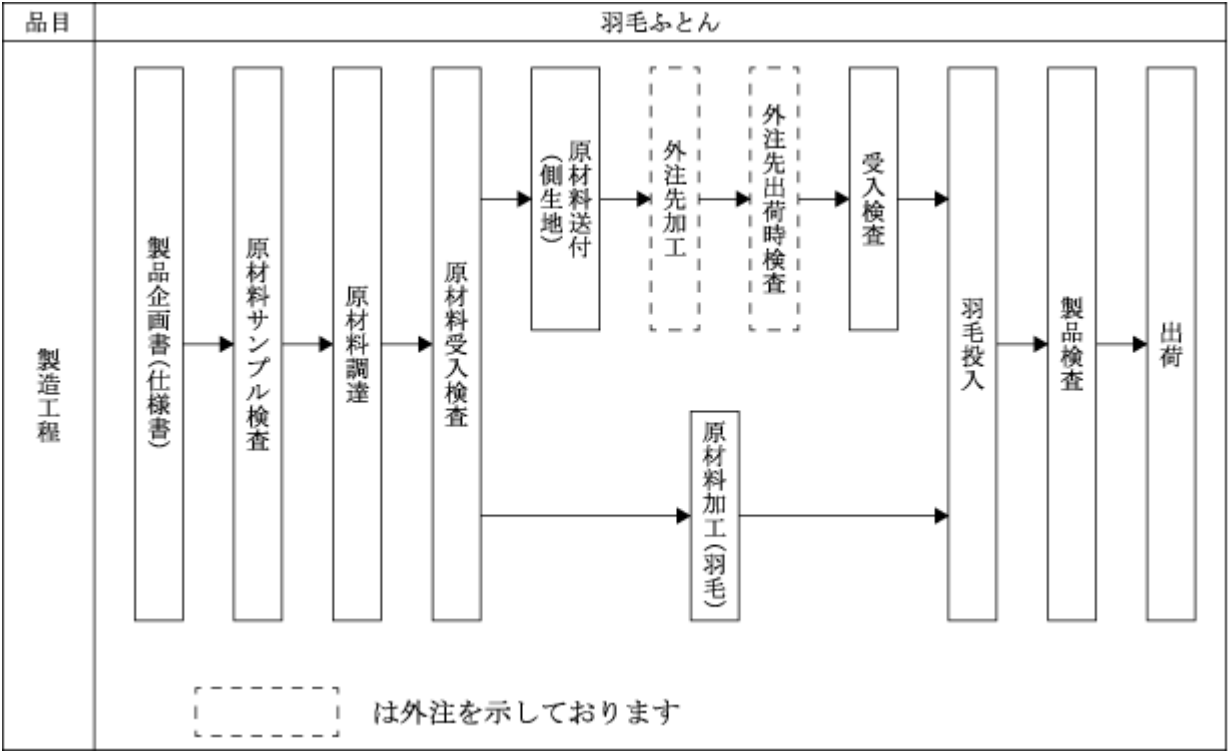 品目
羽毛ふとん
製造工程
製品企画書(仕様書)
原材料サンプル検査
原材料調達
原材料受入検査
原材料送付
(側生地)
外注先加工
外注先出荷時検査
受入検査
原材料加工(羽毛)
羽毛投入
製品検査
出荷
は外注を示しております